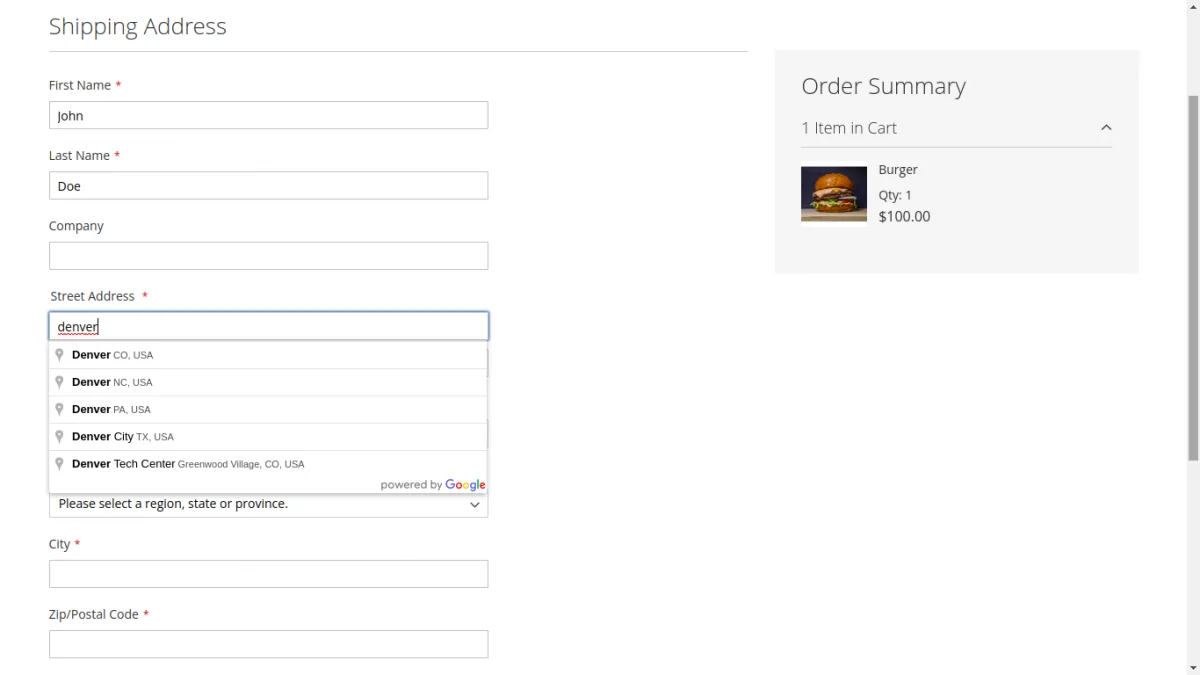 Shipping Address
First Name *
John
Last Name *
Doe
Company
Street Address *
denver
Denver CO, USA
Denver NC, USA
Denver PA, USA
Denver City TX, USA
Denver Tech Center Greenwood Village, CO, USA
powered by Google
Please select a region, state or province.
City *
Zip/Postal Code *
Order Summary
1 Item in Cart
Burger
Qty: 1
$100.00